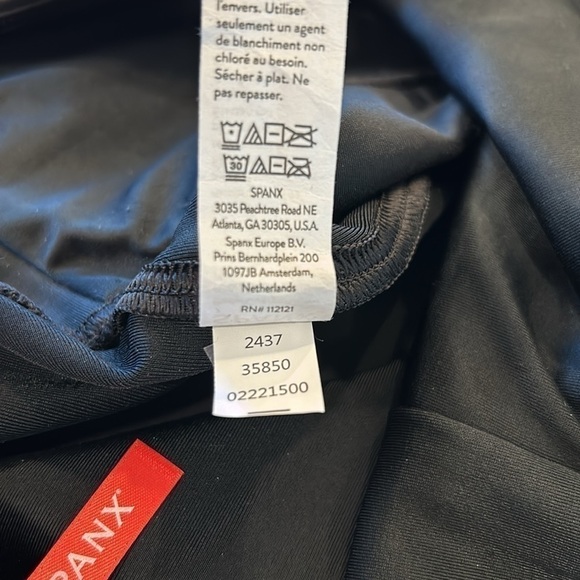 l'envers. Utiliser
seulement un agent
de blanchiment non
chloré au besoin.
Sécher à plat. Ne
pas repasser.
30
SPANX
3035 Peachtree Road NE
Atlanta, GA 30305, U.S.A.
Spanx Europe B.V.
Prins Bernhardplein 200
1097JB Amsterdam,
Netherlands
RN# 112121
2437
35850
02221500
SPANX®